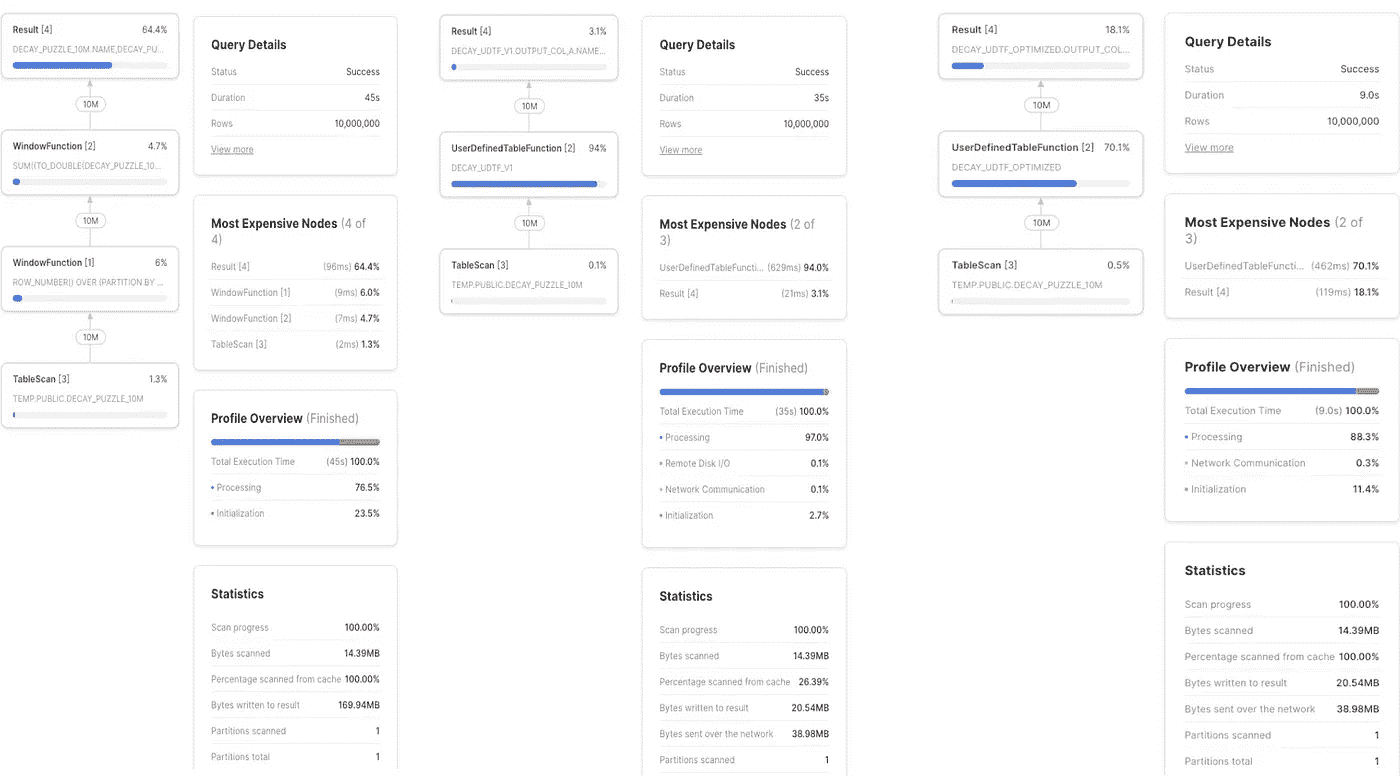 Result [4] 64.4%
DECAY_PUZZLE_10M.NAME,DECAY_PU...
10M
WindowFunction [2] 4.7%
SUM((TO_DOUBLE(DECAY_PUZZLE_10...
10M
WindowFunction [1] 6%
ROW_NUMBER() OVER (PARTITION BY ...
10M
TableScan [3] 1.3%
TEMP.PUBLIC.DECAY_PUZZLE_10M
Query Details
Status Success
Duration 45s
Rows 10,000,000
View more
Most Expensive Nodes (4 of
4)
Result [4] (96ms) 64.4%
WindowFunction [1] (9ms) 6.0%
WindowFunction [2] (7ms) 4.7%
TableScan [3] (2ms) 1.3%
Profile Overview (Finished)
Total Execution Time (45s) 100.0%
Processing 76.5%
Initialization 23.5%
Statistics
Scan progress 100.00%
Bytes scanned 14.39MB
Percentage scanned from cache 100.00%
Bytes written to result 169.94MB
Partitions scanned 1
Partitions total 1
Result [4] 3.1%
DECAY_UDTF_V1.OUTPUT_COL,A.NAME...
10M
UserDefinedTableFunction [2] 94%
DECAY_UDTF_V1
10M
TableScan [3] 0.1%
TEMP.PUBLIC.DECAY_PUZZLE_10M
Query Details
Status Success
Duration 35s
Rows 10,000,000
View more
Most Expensive Nodes (2 of
3)
UserDefinedTableFuncti... (629ms) 94.0%
Result [4] (21ms) 3.1%
Profile Overview (Finished)
Total Execution Time (35s) 100.0%
Processing 97.0%
Remote Disk I/O 0.1%
Network Communication 0.1%
Initialization 2.7%
Statistics
Scan progress 100.00%
Bytes scanned 14.39MB
Percentage scanned from cache 26.39%
Bytes written to result 20.54MB
Bytes sent over the network 38.98MB
Partitions scanned 1
Result [4] 18.1%
DECAY_UDTF_OPTIMIZED.OUTPUT_COL...
10M
UserDefinedTableFunction [2] 70.1%
DECAY_UDTF_OPTIMIZED
10M
TableScan [3] 0.5%
TEMP.PUBLIC.DECAY_PUZZLE_10M
Query Details
Status Success
Duration 9.0s
Rows 10,000,000
View more
Most Expensive Nodes (2 of
3)
UserDefinedTableFuncti... (462ms) 70.1%
Result [4] (119ms) 18.1%
Profile Overview (Finished)
Total Execution Time (9.0s) 100.0%
Processing 88.3%
Network Communication 0.3%
Initialization 11.4%
Statistics
Scan progress 100.00%
Bytes scanned 14.39MB
Percentage scanned from cache 100.00%
Bytes written to result 20.54MB
Bytes sent over the network 38.98MB
Partitions scanned 1
Partitions total 1